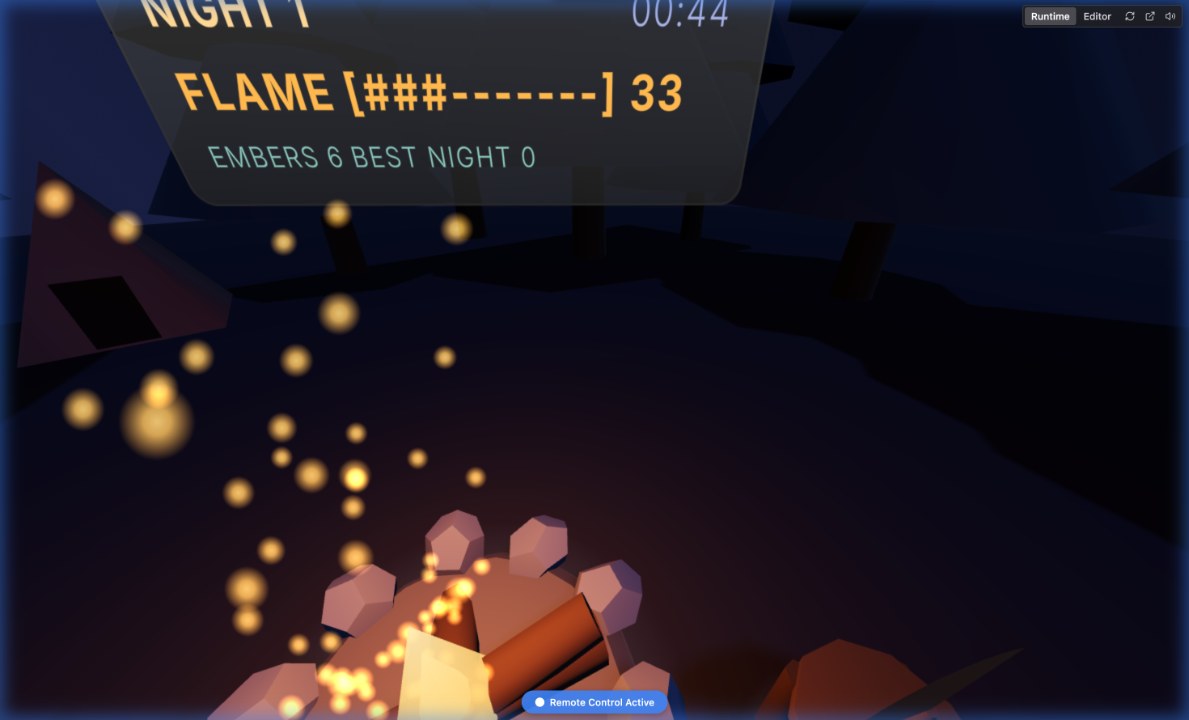 NIGHT 1
00:44
Runtime Editor
FLAME [###-------] 33
EMBERS 6 BEST NIGHT 0
Remote Control Active